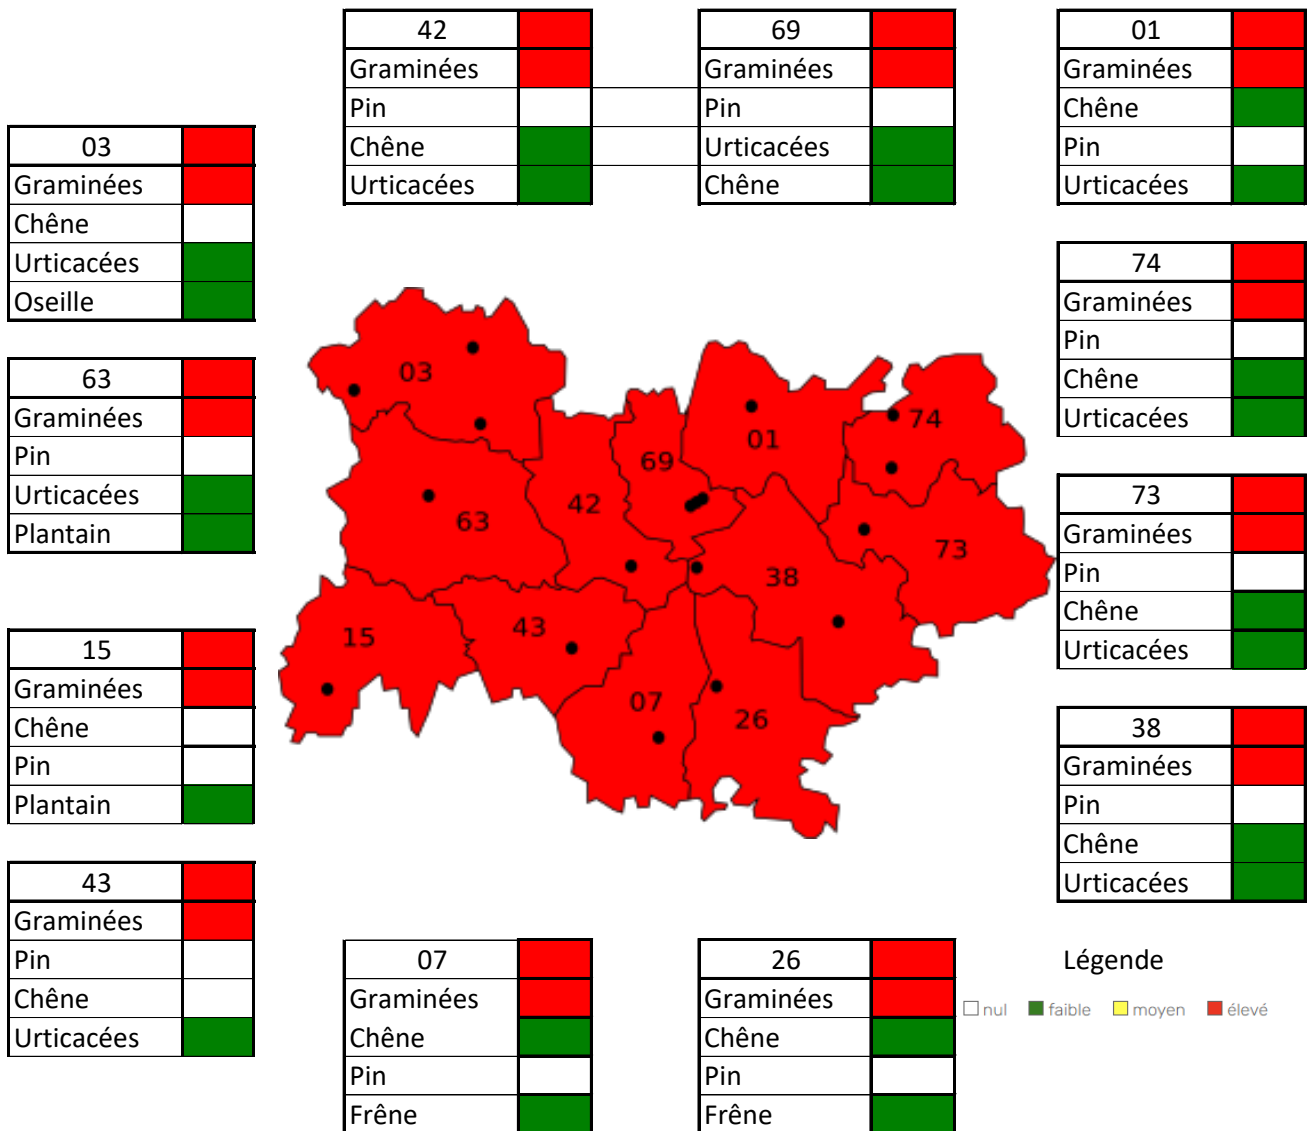 42
Graminées
Pin
Chêne
Urticacées
69
Graminées
Pin
Urticacées
Chêne
01
Graminées
Chêne
Pin
Urticacées
03
Graminées
Chêne
Urticacées
Oseille
74
Graminées
Pin
Chêne
Urticacées
63
Graminées
Pin
Urticacées
Plantain
73
Graminées
Pin
Chêne
Urticacées
15
Graminées
Chêne
Pin
Plantain
38
Graminées
Pin
Chêne
Urticacées
43
Graminées
Pin
Chêne
Urticacées
03
74
01
69
42
63
73
38
43
15
07
26
07
Graminées
Chêne
Pin
Frêne
26
Graminées
Chêne
Pin
Frêne
Légende
nul faible moyen élevé